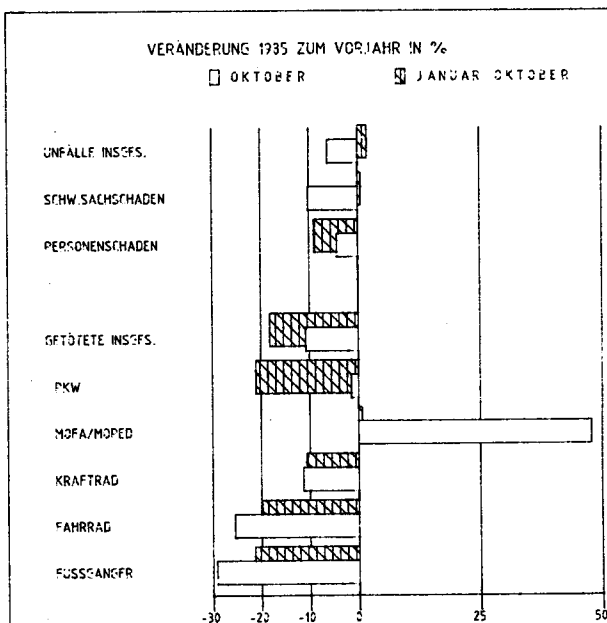 VERÄNDERUNG 1985 ZUM VORJAHR IN %
OKTOBER JANUAR OKTOBER
UNFÄLLE INSGES.
SCHW.SACHSCHADEN
PERSONENSCHADEN
GETÖTETE INSGES.
PKW
MOFA/MOPED
KRAFTRAD
FAHRRAD
FUSSGÄNGER
-30 -20 -10 0 25 50